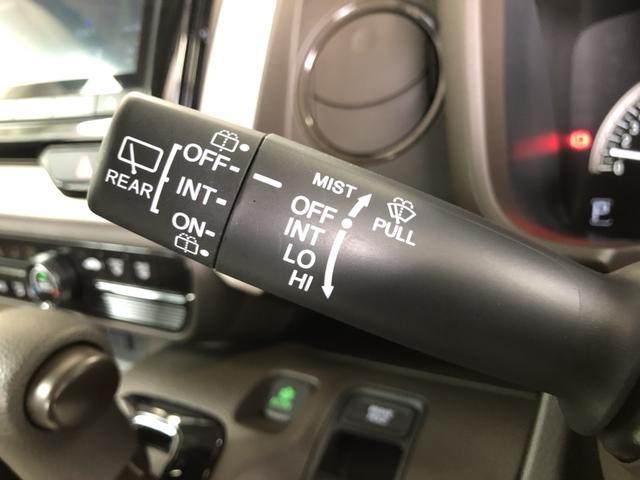 REAR
OFF
INT
ON
MIST
OFF
INT
LO
HI
PULL
P